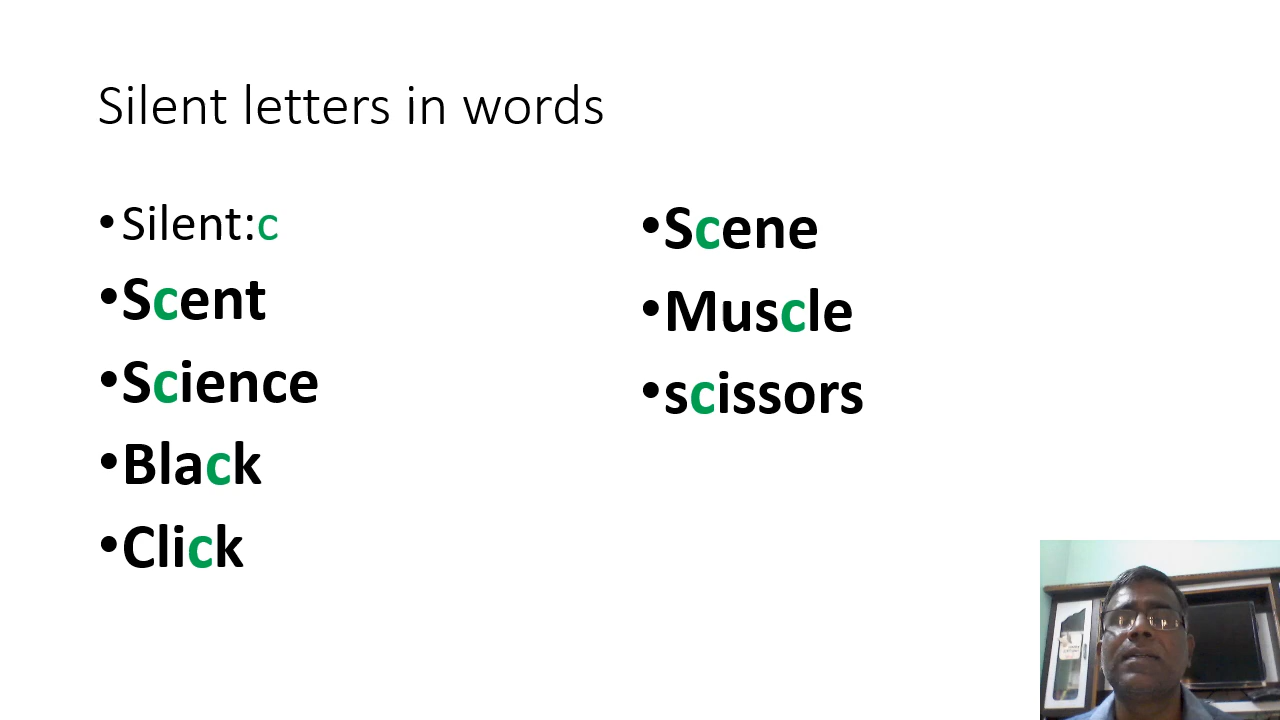 Silent letters in words
•Silent:c
•Scent
•Science
•Black
•Click
•Scene
•Muscle
•scissors